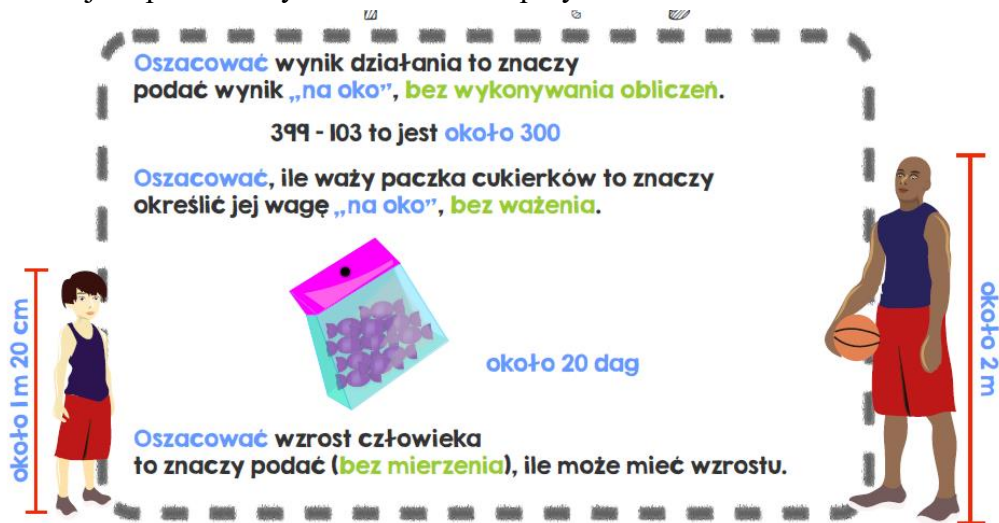 Oszacować wynik działania to znaczy
podać wynik „na oko”, bez wykonywania obliczeń.
399 - 103 to jest około 300
Oszacować, ile waży paczka cukierków to znaczy
określić jej wagę „na oko”, bez ważenia.
około 1 m 20 cm
około 20 dag
około 2 m
Oszacować wzrost człowieka
to znaczy podać (bez mierzenia), ile może mieć wzrostu.